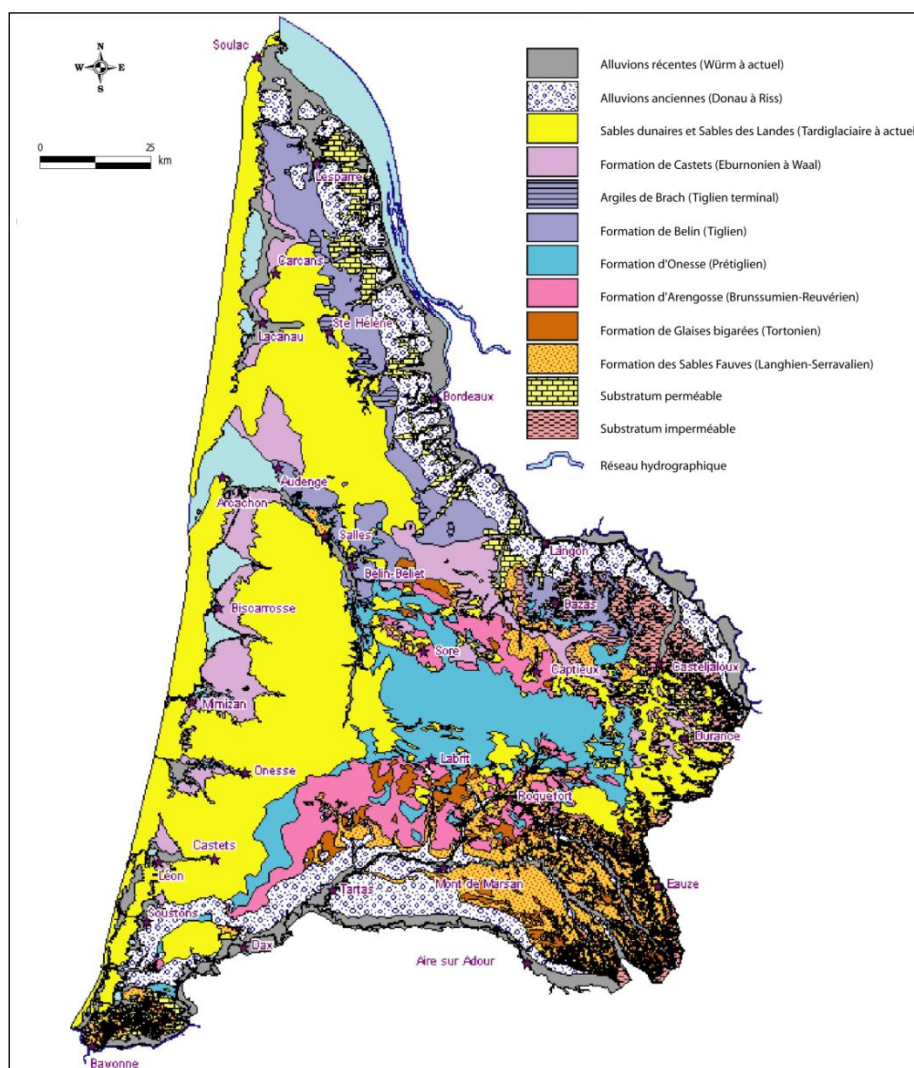 N
W
E
S
0
25
km
Alluvions récentes (Würm à actuel)
Alluvions anciennes (Donau à Riss)
Sables dunaires et Sables des Landes (Tardiglaciaire à actuel
Formation de Castets (Eburnonien à Waal)
Argiles de Brach (Tiglien terminal)
Formation de Belin (Tiglien)
Formation d'Onesse (Prétiglien)
Formation d'Arengosse (Brunssumien-Reuvérien)
Formation de Glaises bigarées (Tortonien)
Formation des Sables Fauves (Langhien-Serravalien)
Substratum perméable
Substratum imperméable
Réseau hydrographique
Soulac
Lesparre
Carcans
Lacanau
Ste Hélène
Bordeaux
Audenge
Arcachon
Salles
Belin-Beliet
Langon
Bazas
Biscarrosse
Sore
Captieux
Casteljaloux
Mimizan
Durance
Onesse
Labrit
Roquefort
Castets
Léon
Mont de Marsan
Eauze
Tartas
Soustons
Dax
Aire sur Adour
Bayonne